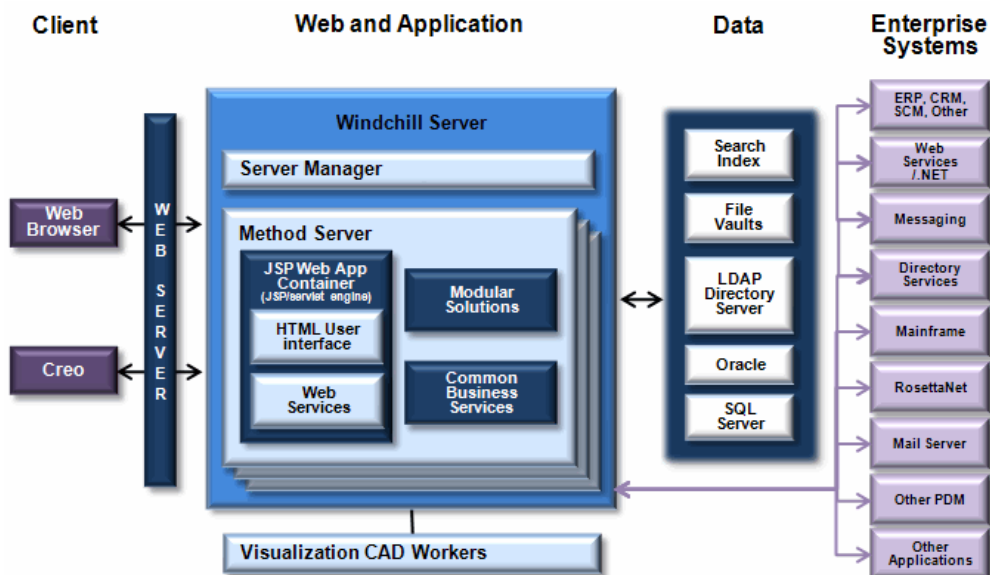 Client
Web and Application
Data
Enterprise
Systems
Web
Browser
Creo
WEB SERVER
Windchill Server
Server Manager
Method Server
JSP Web App
Container
(JSP/servlet engine)
HTML User
interface
Web
Services
Modular
Solutions
Common
Business
Services
Visualization CAD Workers
Search
Index
File
Vaults
LDAP
Directory
Server
Oracle
SQL
Server
ERP, CRM,
SCM, Other
Web
Services
/.NET
Messaging
Directory
Services
Mainframe
RosettaNet
Mail Server
Other PDM
Other
Applications